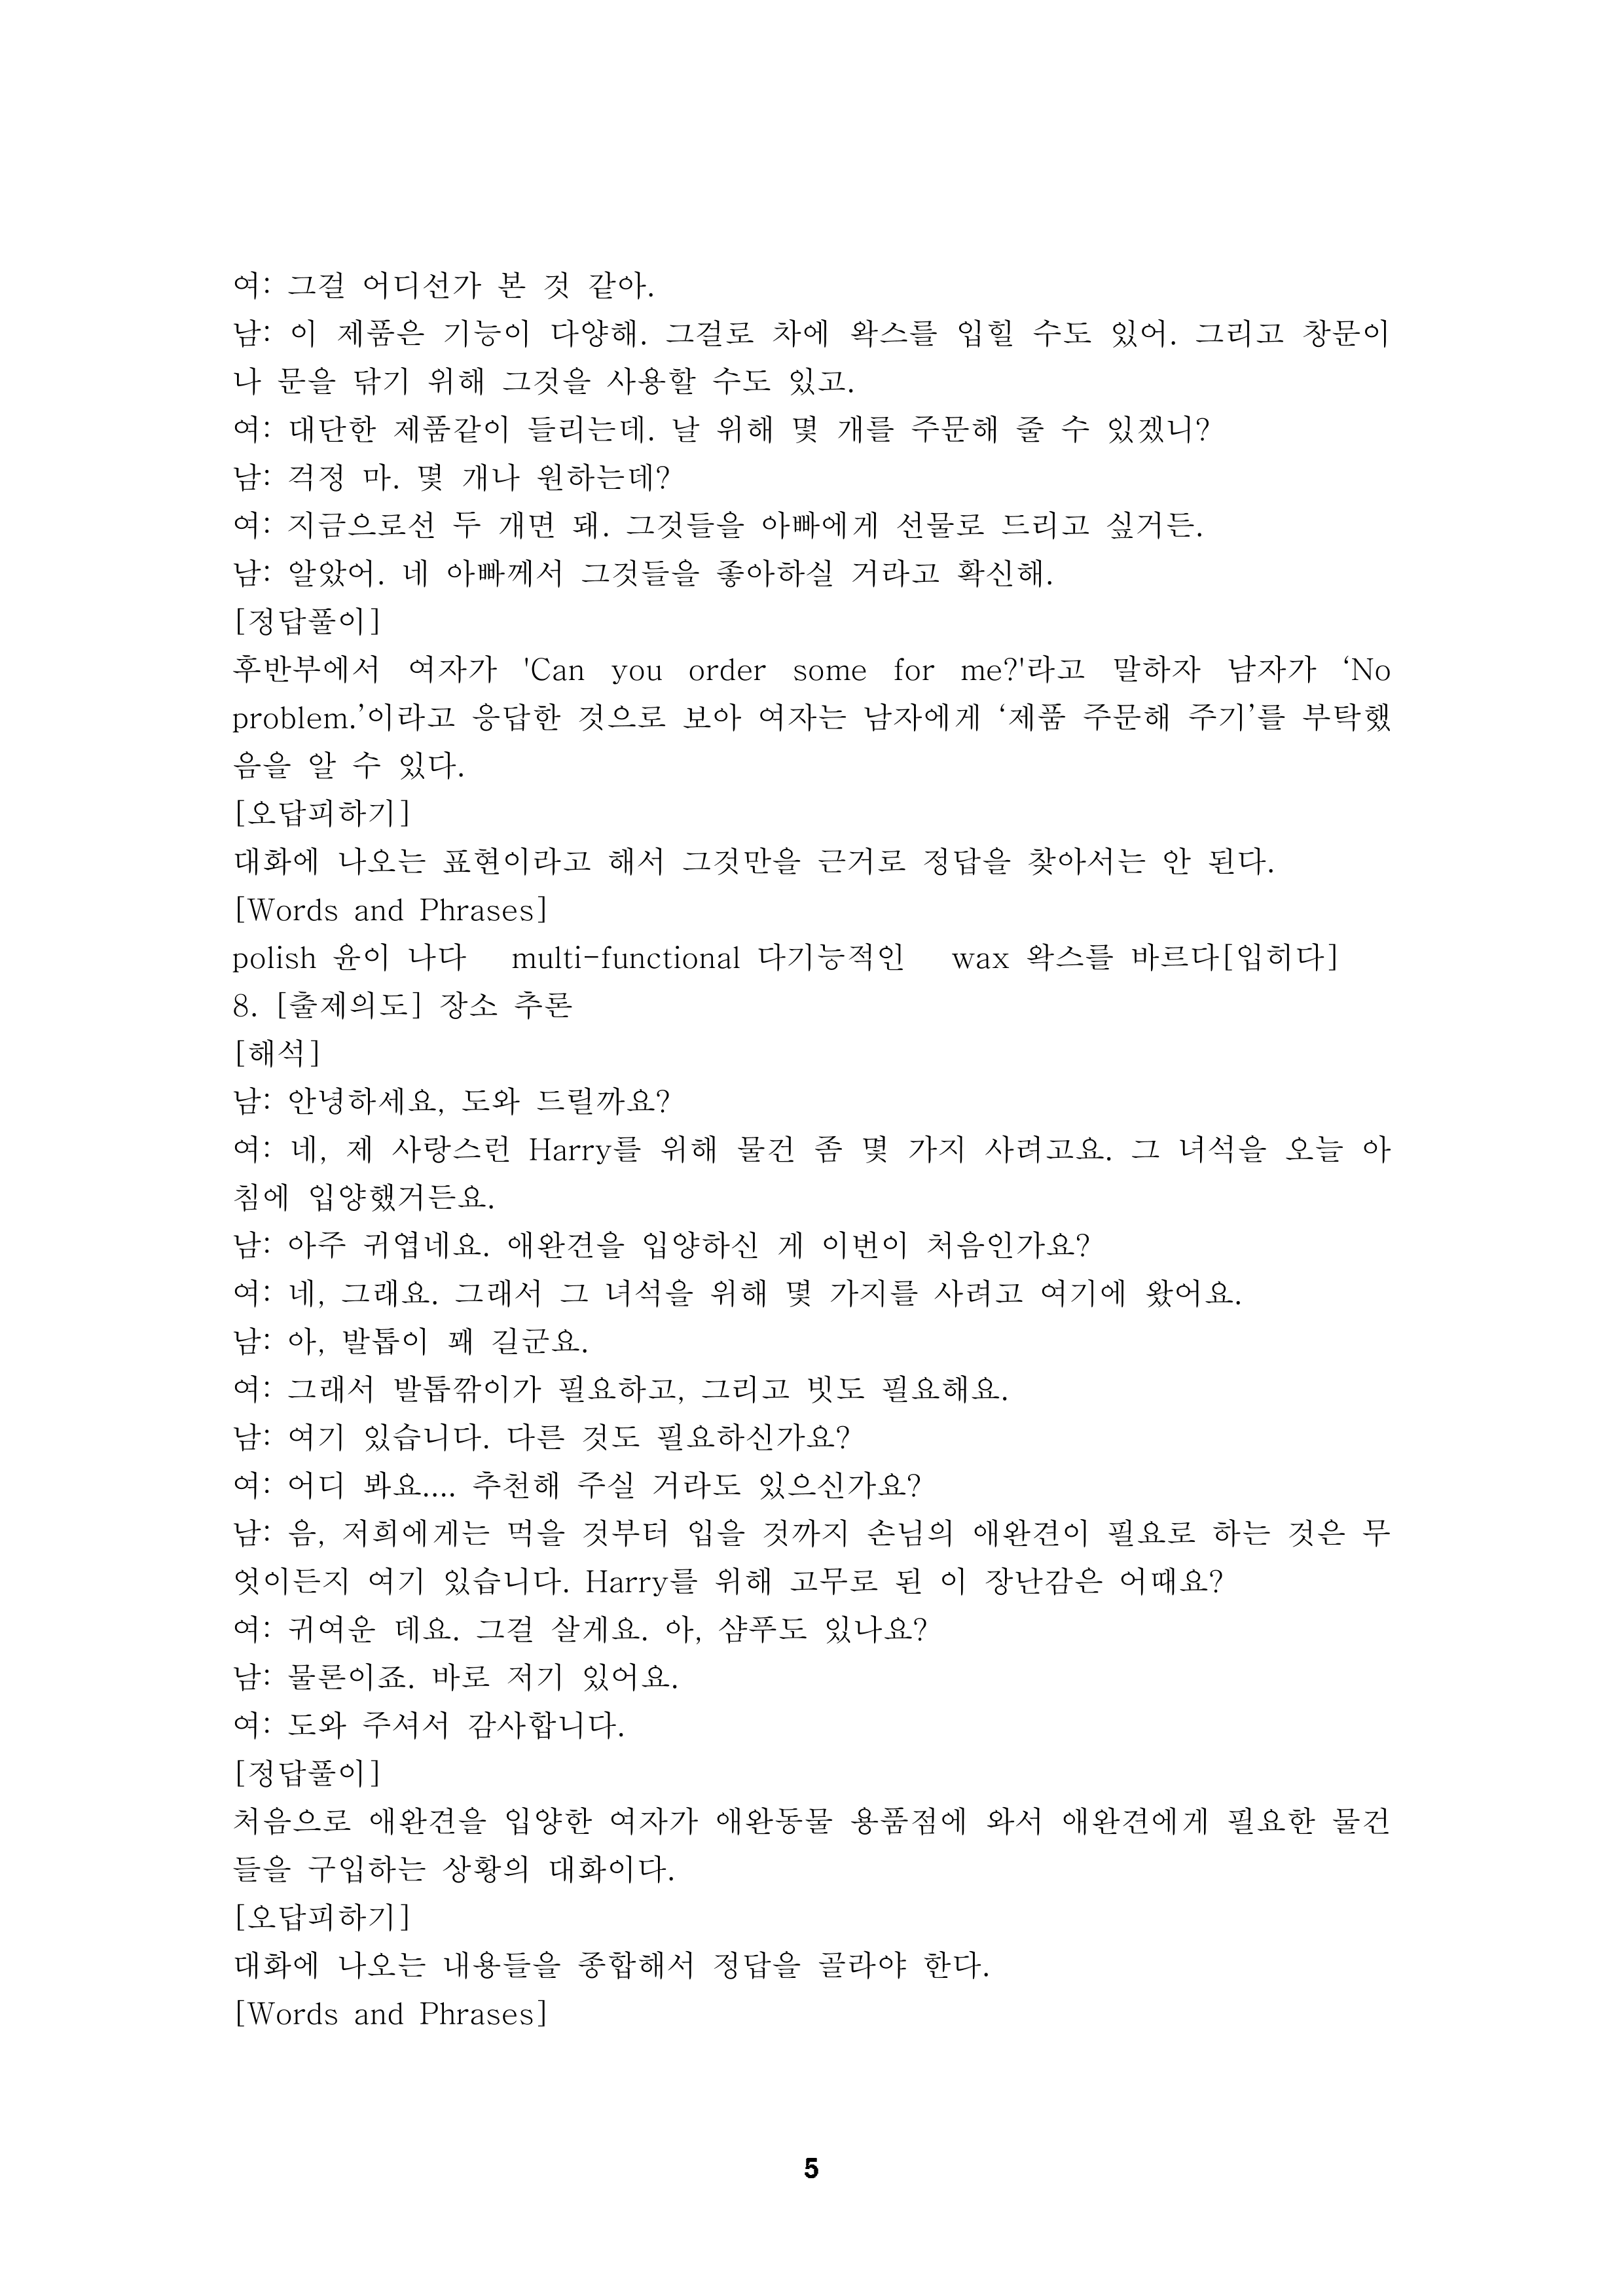 여: 그걸 어디선가 본 것 같아.
남: 이 제품은 기능이 다양해. 그걸로 차에 왁스를 입힐 수도 있어. 그리고 창문이
나 문을 닦기 위해 그것을 사용할 수도 있고.
여: 대단한 제품같이 들리는데. 날 위해 몇 개를 주문해 줄 수 있겠니?
남: 걱정 마. 몇 개나 원하는데?
여: 지금으로선 두 개면 돼. 그것들을 아빠에게 선물로 드리고 싶거든.
남: 알았어. 네 아빠께서 그것들을 좋아하실 거라고 확신해.
[정답풀이]
후반부에서 여자가 'Can you order some for me?'라고 말하자 남자가 ‘No
problem.’이라고 응답한 것으로 보아 여자는 남자에게 ‘제품 주문해 주기’를 부탁했
음을 알 수 있다.
[오답피하기]
대화에 나오는 표현이라고 해서 그것만을 근거로 정답을 찾아서는 안 된다.
[Words and Phrases]
polish 윤이 나다 multi-functional 다기능적인 wax 왁스를 바르다[입히다]
8. [출제의도] 장소 추론
[해석]
남: 안녕하세요, 도와 드릴까요?
여: 네, 제 사랑스런 Harry를 위해 물건 좀 몇 가지 사려고요. 그 녀석을 오늘 아
침에 입양했거든요.
남: 아주 귀엽네요. 애완견을 입양하신 게 이번이 처음인가요?
여: 네, 그래요. 그래서 그 녀석을 위해 몇 가지를 사려고 여기에 왔어요.
남: 아, 발톱이 꽤 길군요.
여: 그래서 발톱깎이가 필요하고, 그리고 빗도 필요해요.
남: 여기 있습니다. 다른 것도 필요하신가요?
여: 어디 봐요.... 추천해 주실 거라도 있으신가요?
남: 음, 저희에게는 먹을 것부터 입을 것까지 손님의 애완견이 필요로 하는 것은 무
엇이든지 여기 있습니다. Harry를 위해 고무로 된 이 장난감은 어때요?
여: 귀여운 데요. 그걸 살게요. 아, 샴푸도 있나요?
남: 물론이죠. 바로 저기 있어요.
여: 도와 주셔서 감사합니다.
[정답풀이]
처음으로 애완견을 입양한 여자가 애완동물 용품점에 와서 애완견에게 필요한 물건
들을 구입하는 상황의 대화이다.
[오답피하기]
대화에 나오는 내용들을 종합해서 정답을 골라야 한다.
[Words and Phrases]
5